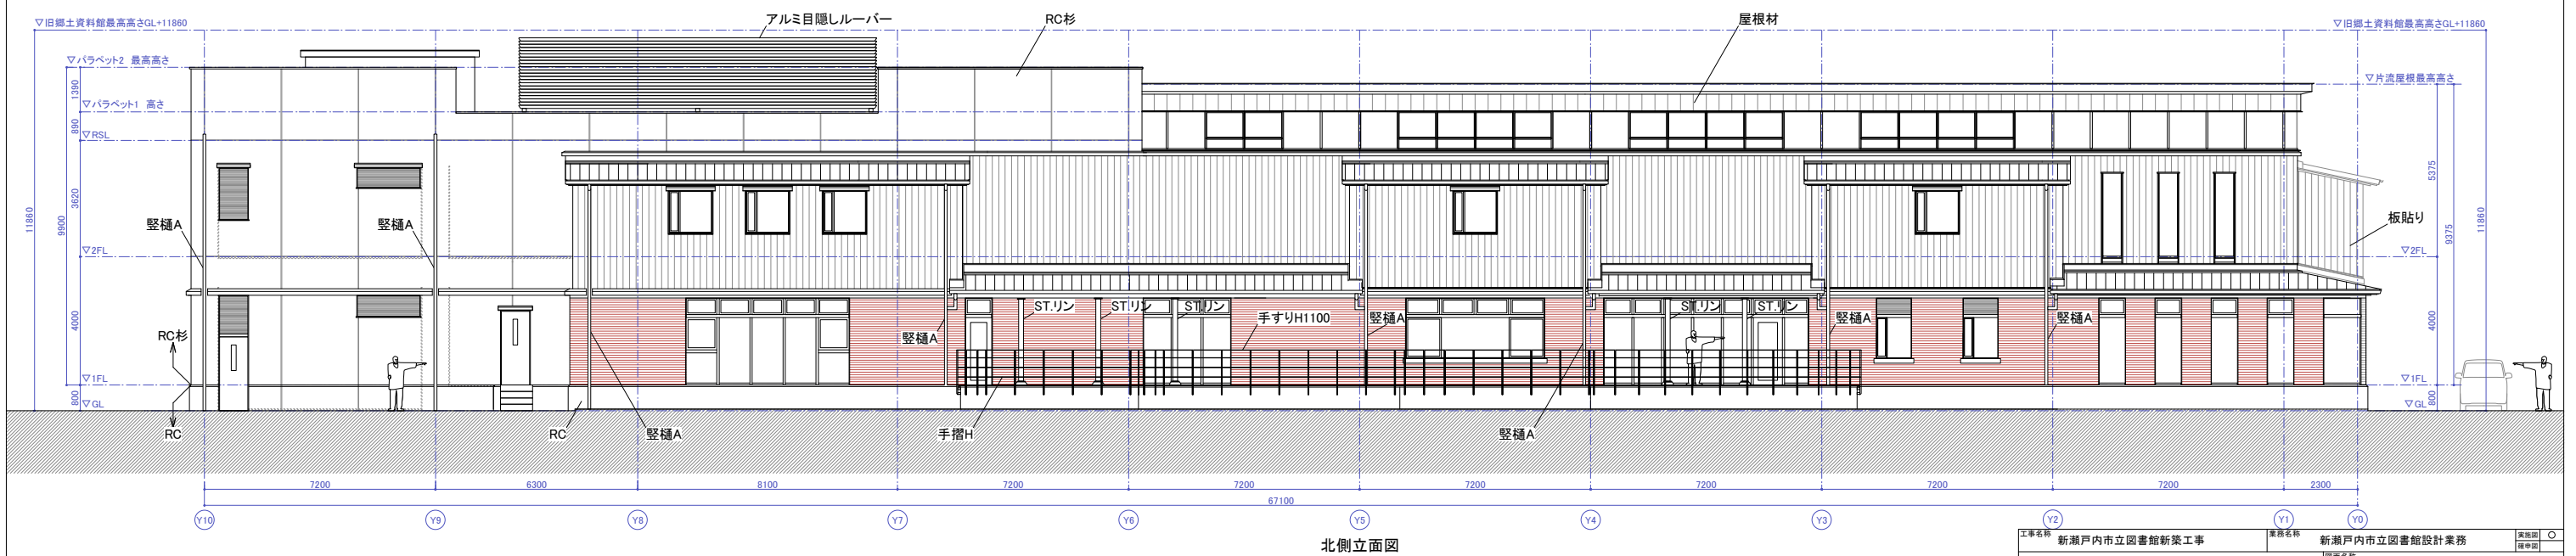 ▽旧郷土資料館最高高さGL+11860
アルミ目隠しルーバー
RC杉
屋根材
▽旧郷土資料館最高高さGL+11860
▽パラペット2 最高高さ
▽片流屋根最高高さ
1390
▽パラペット1 高さ
890
▽RSL
11860
9900
3620
5375
9375
11860
竪樋A
竪樋A
板貼り
▽2FL
▽2FL
4000
ST.リン
ST.リン
ST.リン
ST.リン
ST.リン
手すりH1100
竪樋A
竪樋A
竪樋A
竪樋A
4000
RC杉
▽1FL
▽1FL
800
▽GL
800
▽GL
RC
RC
竪樋A
手摺H
竪樋A
7200
6300
8100
7200
7200
7200
7200
7200
7200
2300
67100
Y10
Y9
Y8
Y7
Y6
Y5
Y4
Y3
Y2
Y1
Y0
北側立面図
工事名称
新瀬戸内市立図書館新築工事
業務名称
新瀬戸内市立図書館設計業務
実施図 ○
確申図